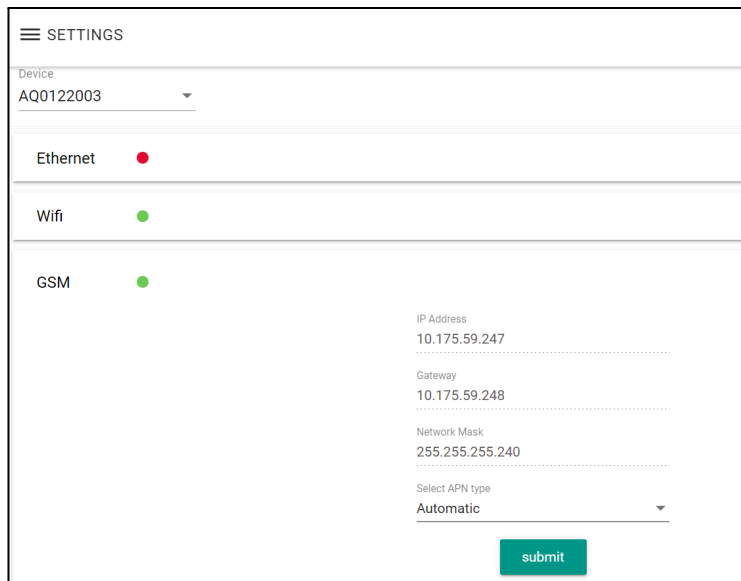 SETTINGS
Device
AQ0122003
Ethernet
Wifi
GSM
IP Address
10.175.59.247
Gateway
10.175.59.248
Network Mask
255.255.255.240
Select APN type
Automatic
submit